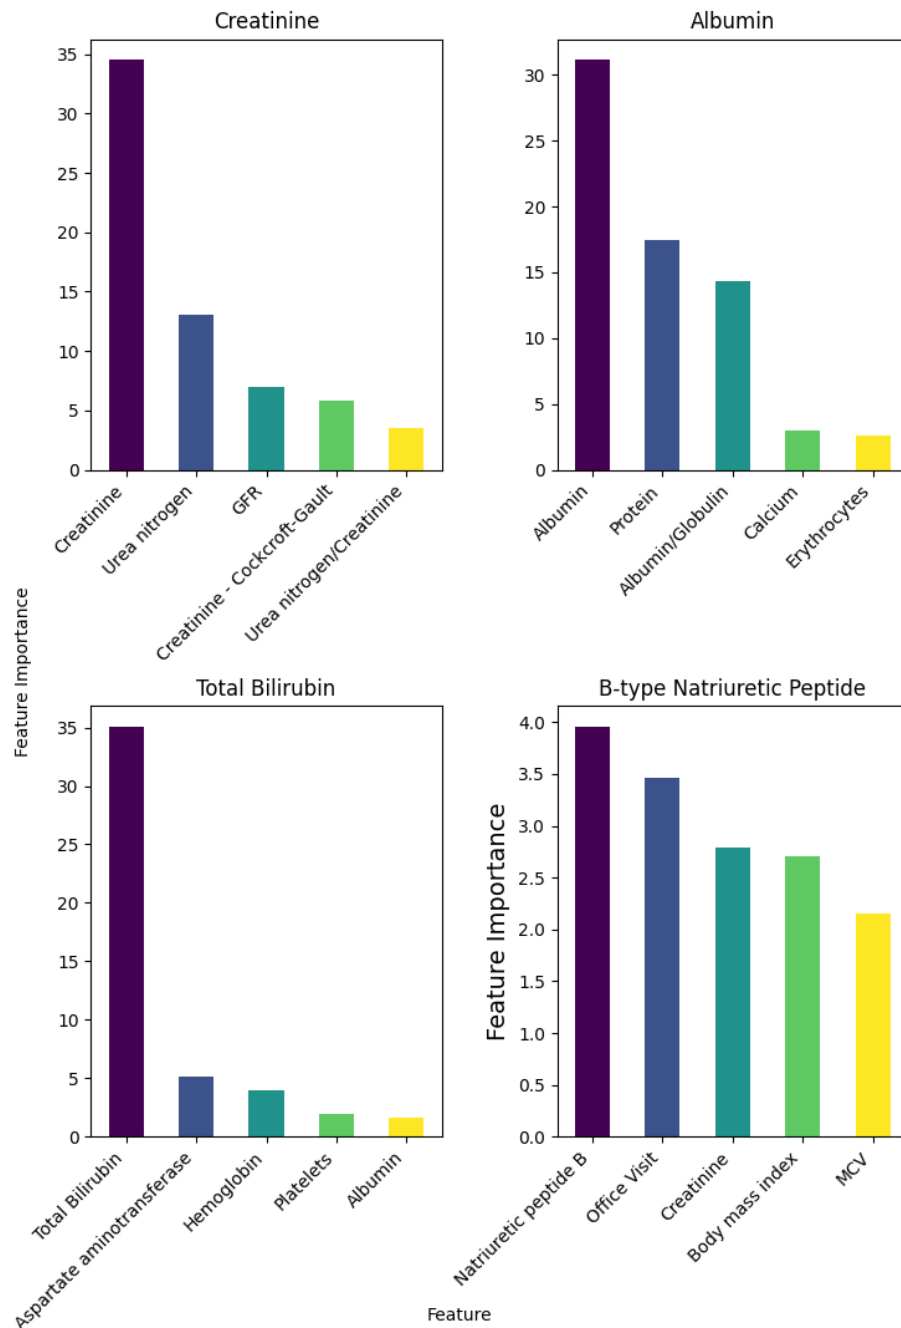 Creatinine
35
30
25
20
15
10
5
0
Creatinine
Urea nitrogen
GFR
Creatinine - Cockcroft-Gault
Urea nitrogen/Creatinine
Albumin
30
25
20
15
10
5
0
Albumin
Protein
Albumin/Globulin
Calcium
Erythrocytes
Feature Importance
Total Bilirubin
35
30
25
20
15
10
5
0
Total Bilirubin
Aspartate aminotransferase
Hemoglobin
Platelets
Albumin
B-type Natriuretic Peptide
Feature Importance
4.0
3.5
3.0
2.5
2.0
1.5
1.0
0.5
0.0
Natriuretic peptide B
Office Visit
Creatinine
Body mass index
MCV
Feature